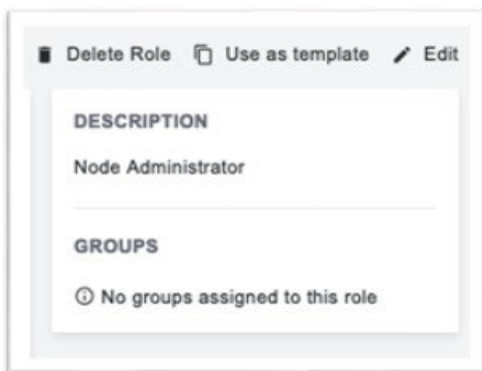 Delete Role Use as template Edit
DESCRIPTION
Node Administrator
GROUPS
No groups assigned to this role